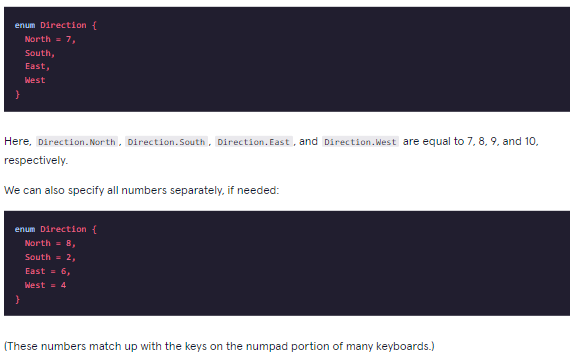 enum Direction {
North = 7,
South,
East,
West
}
Here, Direction.North, Direction.South, Direction.East, and Direction.West are equal to 7, 8, 9, and 10,
respectively.
We can also specify all numbers separately, if needed:
enum Direction {
North = 8,
South = 2,
East = 6,
West = 4
}
(These numbers match up with the keys on the numpad portion of many keyboards.)